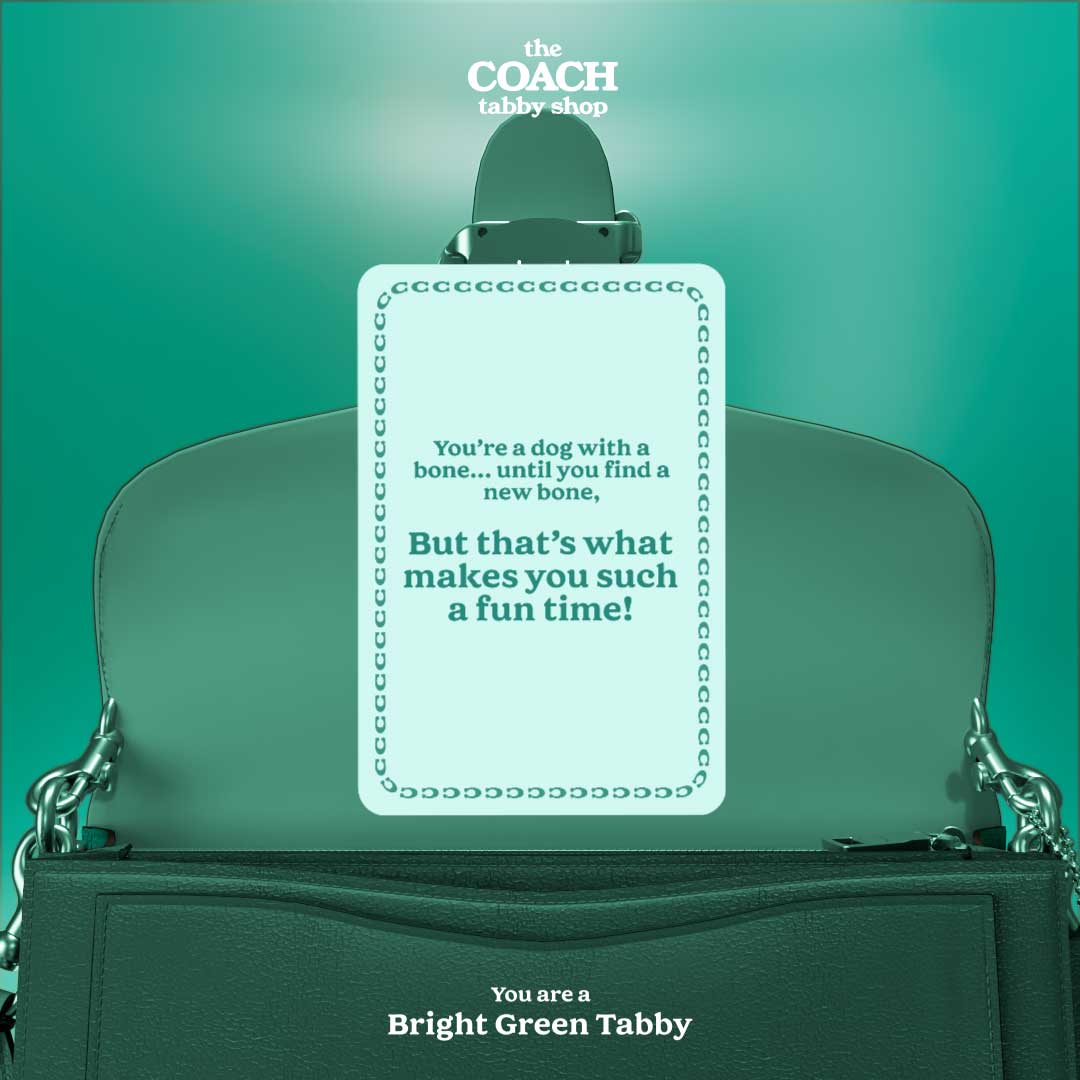 the
COACH
tabby shop
You’re a dog with a
bone... until you find a
new bone,
But that’s what
makes you such
a fun time!
You are a
Bright Green Tabby